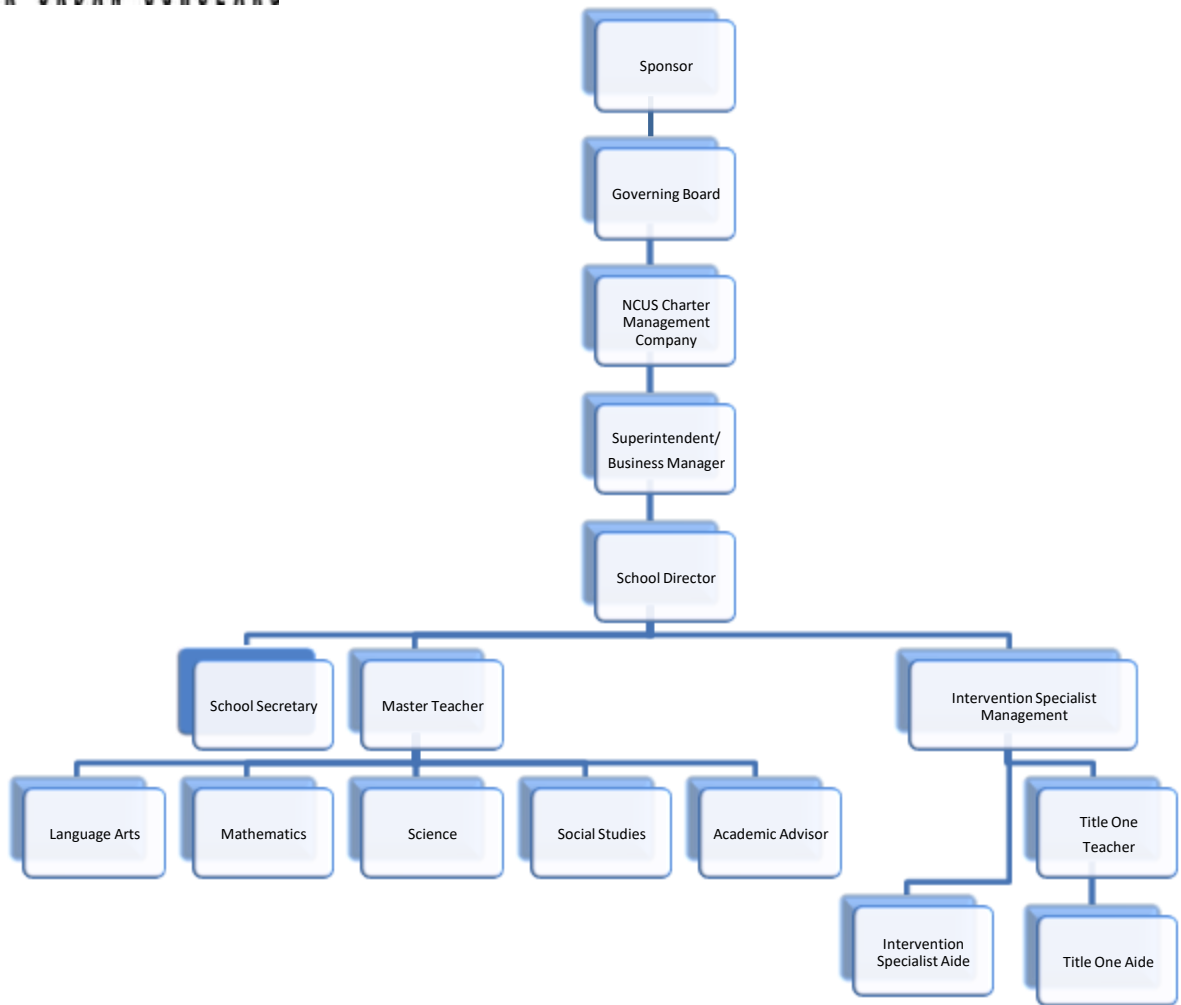 Sponsor
Governing Board
NCUS Charter
Management
Company
Superintendent/
Business Manager
School Director
School Secretary
Master Teacher
Intervention Specialist
Management
Language Arts
Mathematics
Science
Social Studies
Academic Advisor
Title One
Teacher
Intervention
Specialist Aide
Title One Aide